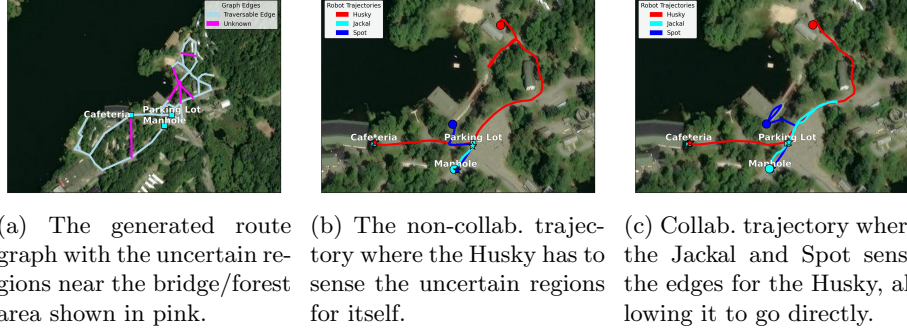 Graph Edges
Traversable Edge
Unknown
Cafeteria
Parking Lot
Manhole
Robot Trajectories
Husky
Jackal
Spot
Cafeteria
Parking Lot
Manhole
Robot Trajectories
Husky
Jackal
Spot
Cafeteria
Parking Lot
Manhole
(a) The generated route
graph with the uncertain re-
gions near the bridge/forest
area shown in pink.
(b) The non-collab. trajec-
tory where the Husky has to
sense the uncertain regions
for itself.
(c) Collab. trajectory wher
the Jackal and Spot sens
the edges for the Husky, al
lowing it to go directly.